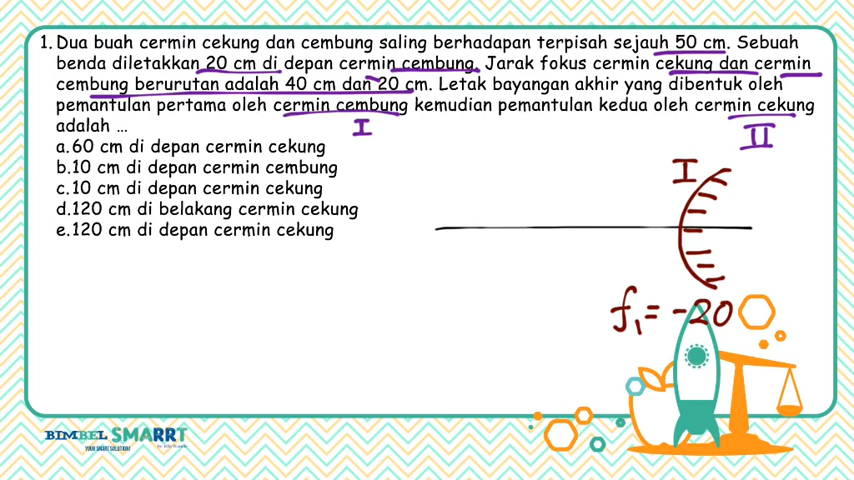 1. Dua buah cermin cekung dan cembung saling berhadapan terpisah sejauh 50 cm. Sebuah
benda diletakkan 20 cm di depan cermin cembung. Jarak fokus cermin cekung dan cermin
cembung berurutan adalah 40 cm dan 20 cm. Letak bayangan akhir yang dibentuk oleh
pemantulan pertama oleh cermin cembung kemudian pemantulan kedua oleh cermin cekung
adalah ...
I
II
a. 60 cm di depan cermin cekung
b. 10 cm di depan cermin cembung
c. 10 cm di depan cermin cekung
d. 120 cm di belakang cermin cekung
e. 120 cm di depan cermin cekung
I
f₁ = -20
BIMBEL SMARRT
YOUR SMART SOLUTION!